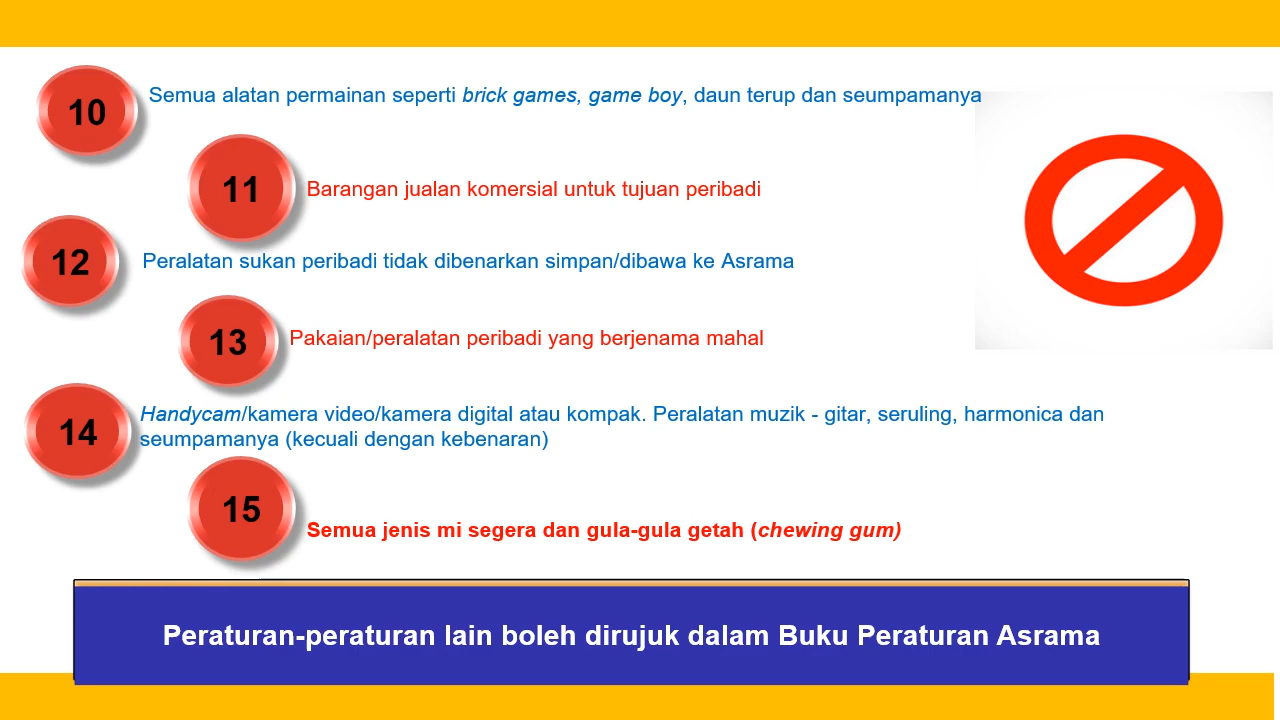 10
Semua alatan permainan seperti brick games, game boy, daun terup dan seumpamanya
11
Barangan jualan komersial untuk tujuan peribadi
12
Peralatan sukan peribadi tidak dibenarkan simpan/dibawa ke Asrama
13
Pakaian/peralatan peribadi yang berjenama mahal
14
Handycam/kamera video/kamera digital atau kompak. Peralatan muzik - gitar, seruling, harmonica dan
seumpamanya (kecuali dengan kebenaran)
15
Semua jenis mi segera dan gula-gula getah (chewing gum)
Peraturan-peraturan lain boleh dirujuk dalam Buku Peraturan Asrama